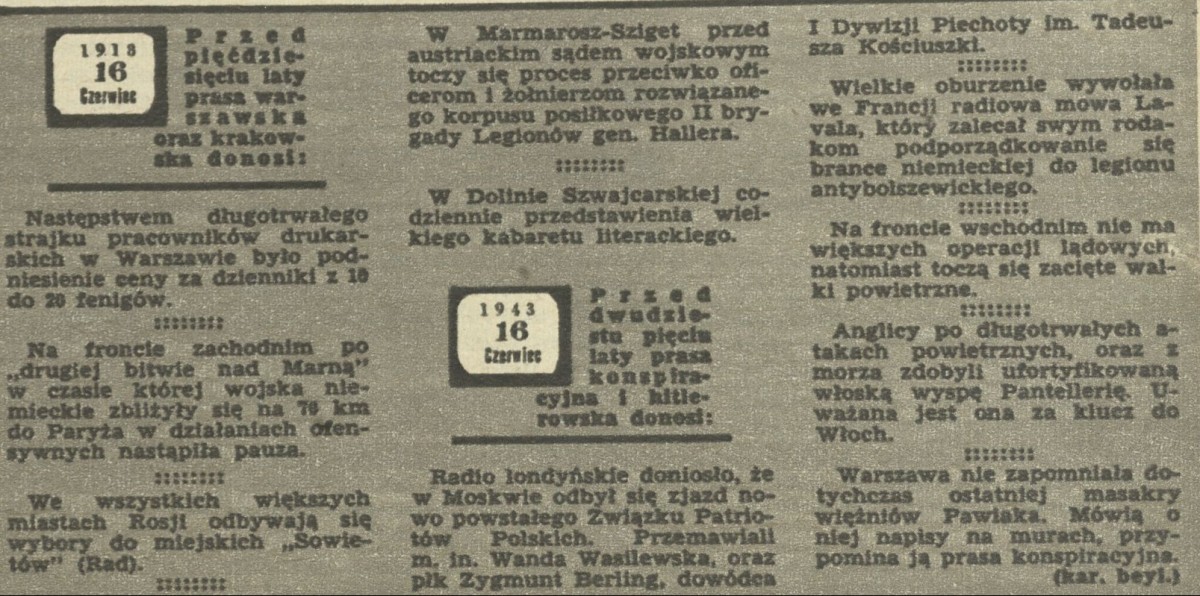 1918
16
Czerwiec
Przed
pięćdzie-
sięciu laty
prasa war-
szawska
oraz krakow-
ska donosi:
Następstwem długotrwałego
strajku pracowników drukar-
skich w Warszawie było pod-
niesienie ceny za dzienniki z 10
do 20 fenigów.
Na froncie zachodnim po
„drugiej bitwie nad Marną”
w czasie której wojska nie-
mieckie zbliżyły się na 70 km
do Paryża w działaniach ofen-
sywnych nastąpiła pauza.
We wszystkich większych
miastach Rosji odbywają się
wybory do miejskich „Sowie-
tów” (Rad).
W Marmarosz-Sziget przed
austriackim sądem wojskowym
toczy się proces przeciwko ofi-
cerom i żołnierzom rozwiązane-
go korpusu posiłkowego II bry-
gady Legionów gen. Hallera.
W Dolinie Szwajcarskiej co-
dziennie przedstawienia wiel-
kiego kabaretu literackiego.
1943
16
Czerwiec
Przed
dwudzie-
stu pięciu
laty prasa
konspira-
cyjna i hitle-
rowska donosi:
Radio londyńskie doniosło, że
w Moskwie odbył się zjazd no-
wo powstałego Związku Patrio-
tów Polskich. Przemawiali
m. in. Wanda Wasilewska, oraz
płk Zygmunt Berling, dowódca
I Dywizji Piechoty im. Tadeu-
sza Kościuszki.
Wielkie oburzenie wywołała
we Francji radiowa mowa La-
vala, który zalecał swym roda-
kom podporządkowanie się
brance niemieckiej do legionu
antybolszewickiego.
Na froncie wschodnim nie ma
większych operacji lądowych,
natomiast toczą się zacięte wal-
ki powietrzne.
Anglicy po długotrwałych a-
takach powietrznych, oraz z
morza zdobyli ufortyfikowaną
włoską wyspę Pantellerię. U-
ważana jest ona za klucz do
Włoch.
Warszawa nie zapomniała do-
tychczas ostatniej masakry
więźniów Pawiaka. Mówią o
niej napisy na murach, przy-
pomina ją prasa konspiracyjna.
(kar. beyl.)